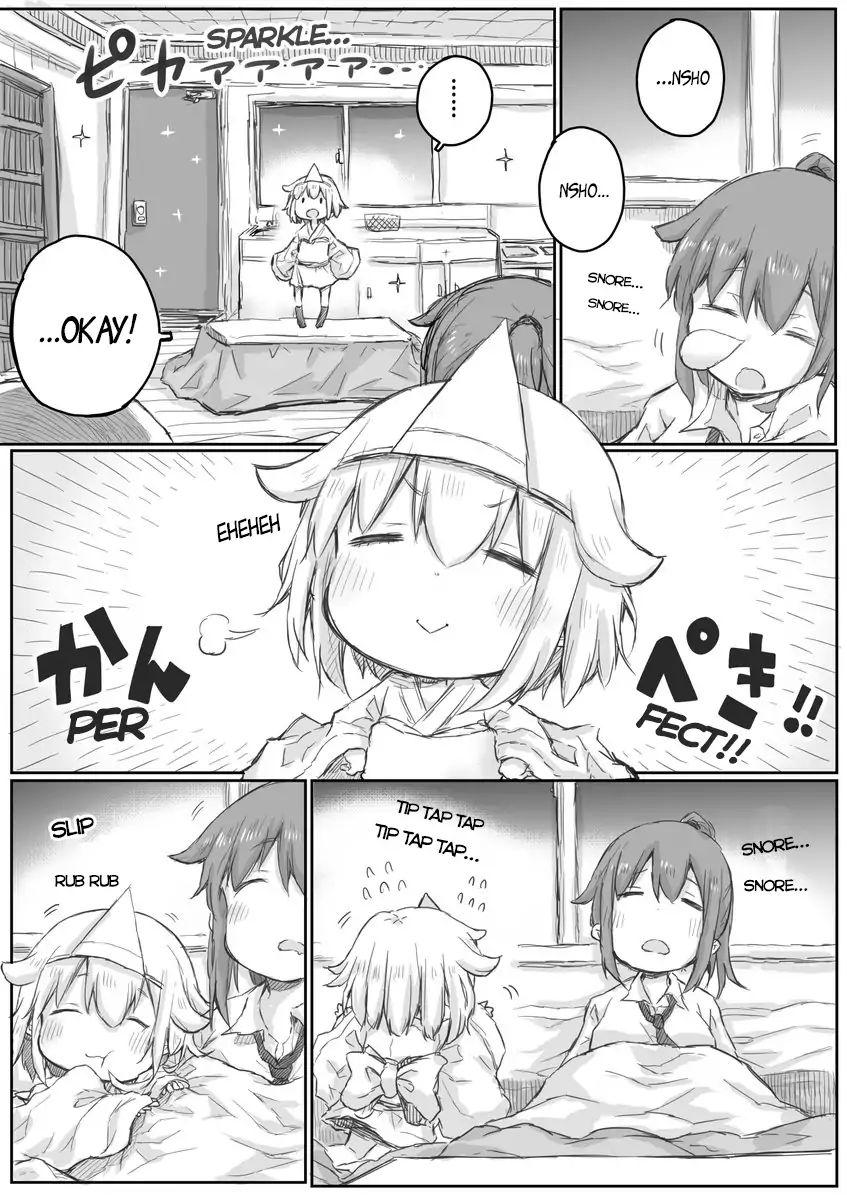 ...NSHO
NSHO...
SNORE...
SNORE...
SPARKLE...
ピカァァァァ...
......
...OKAY!
EHEHEH
かん
PER
ぺき!!
FECT!!
TIP TAP TAP
TIP TAP TAP...
SNORE...
SNORE...
SLIP
RUB RUB